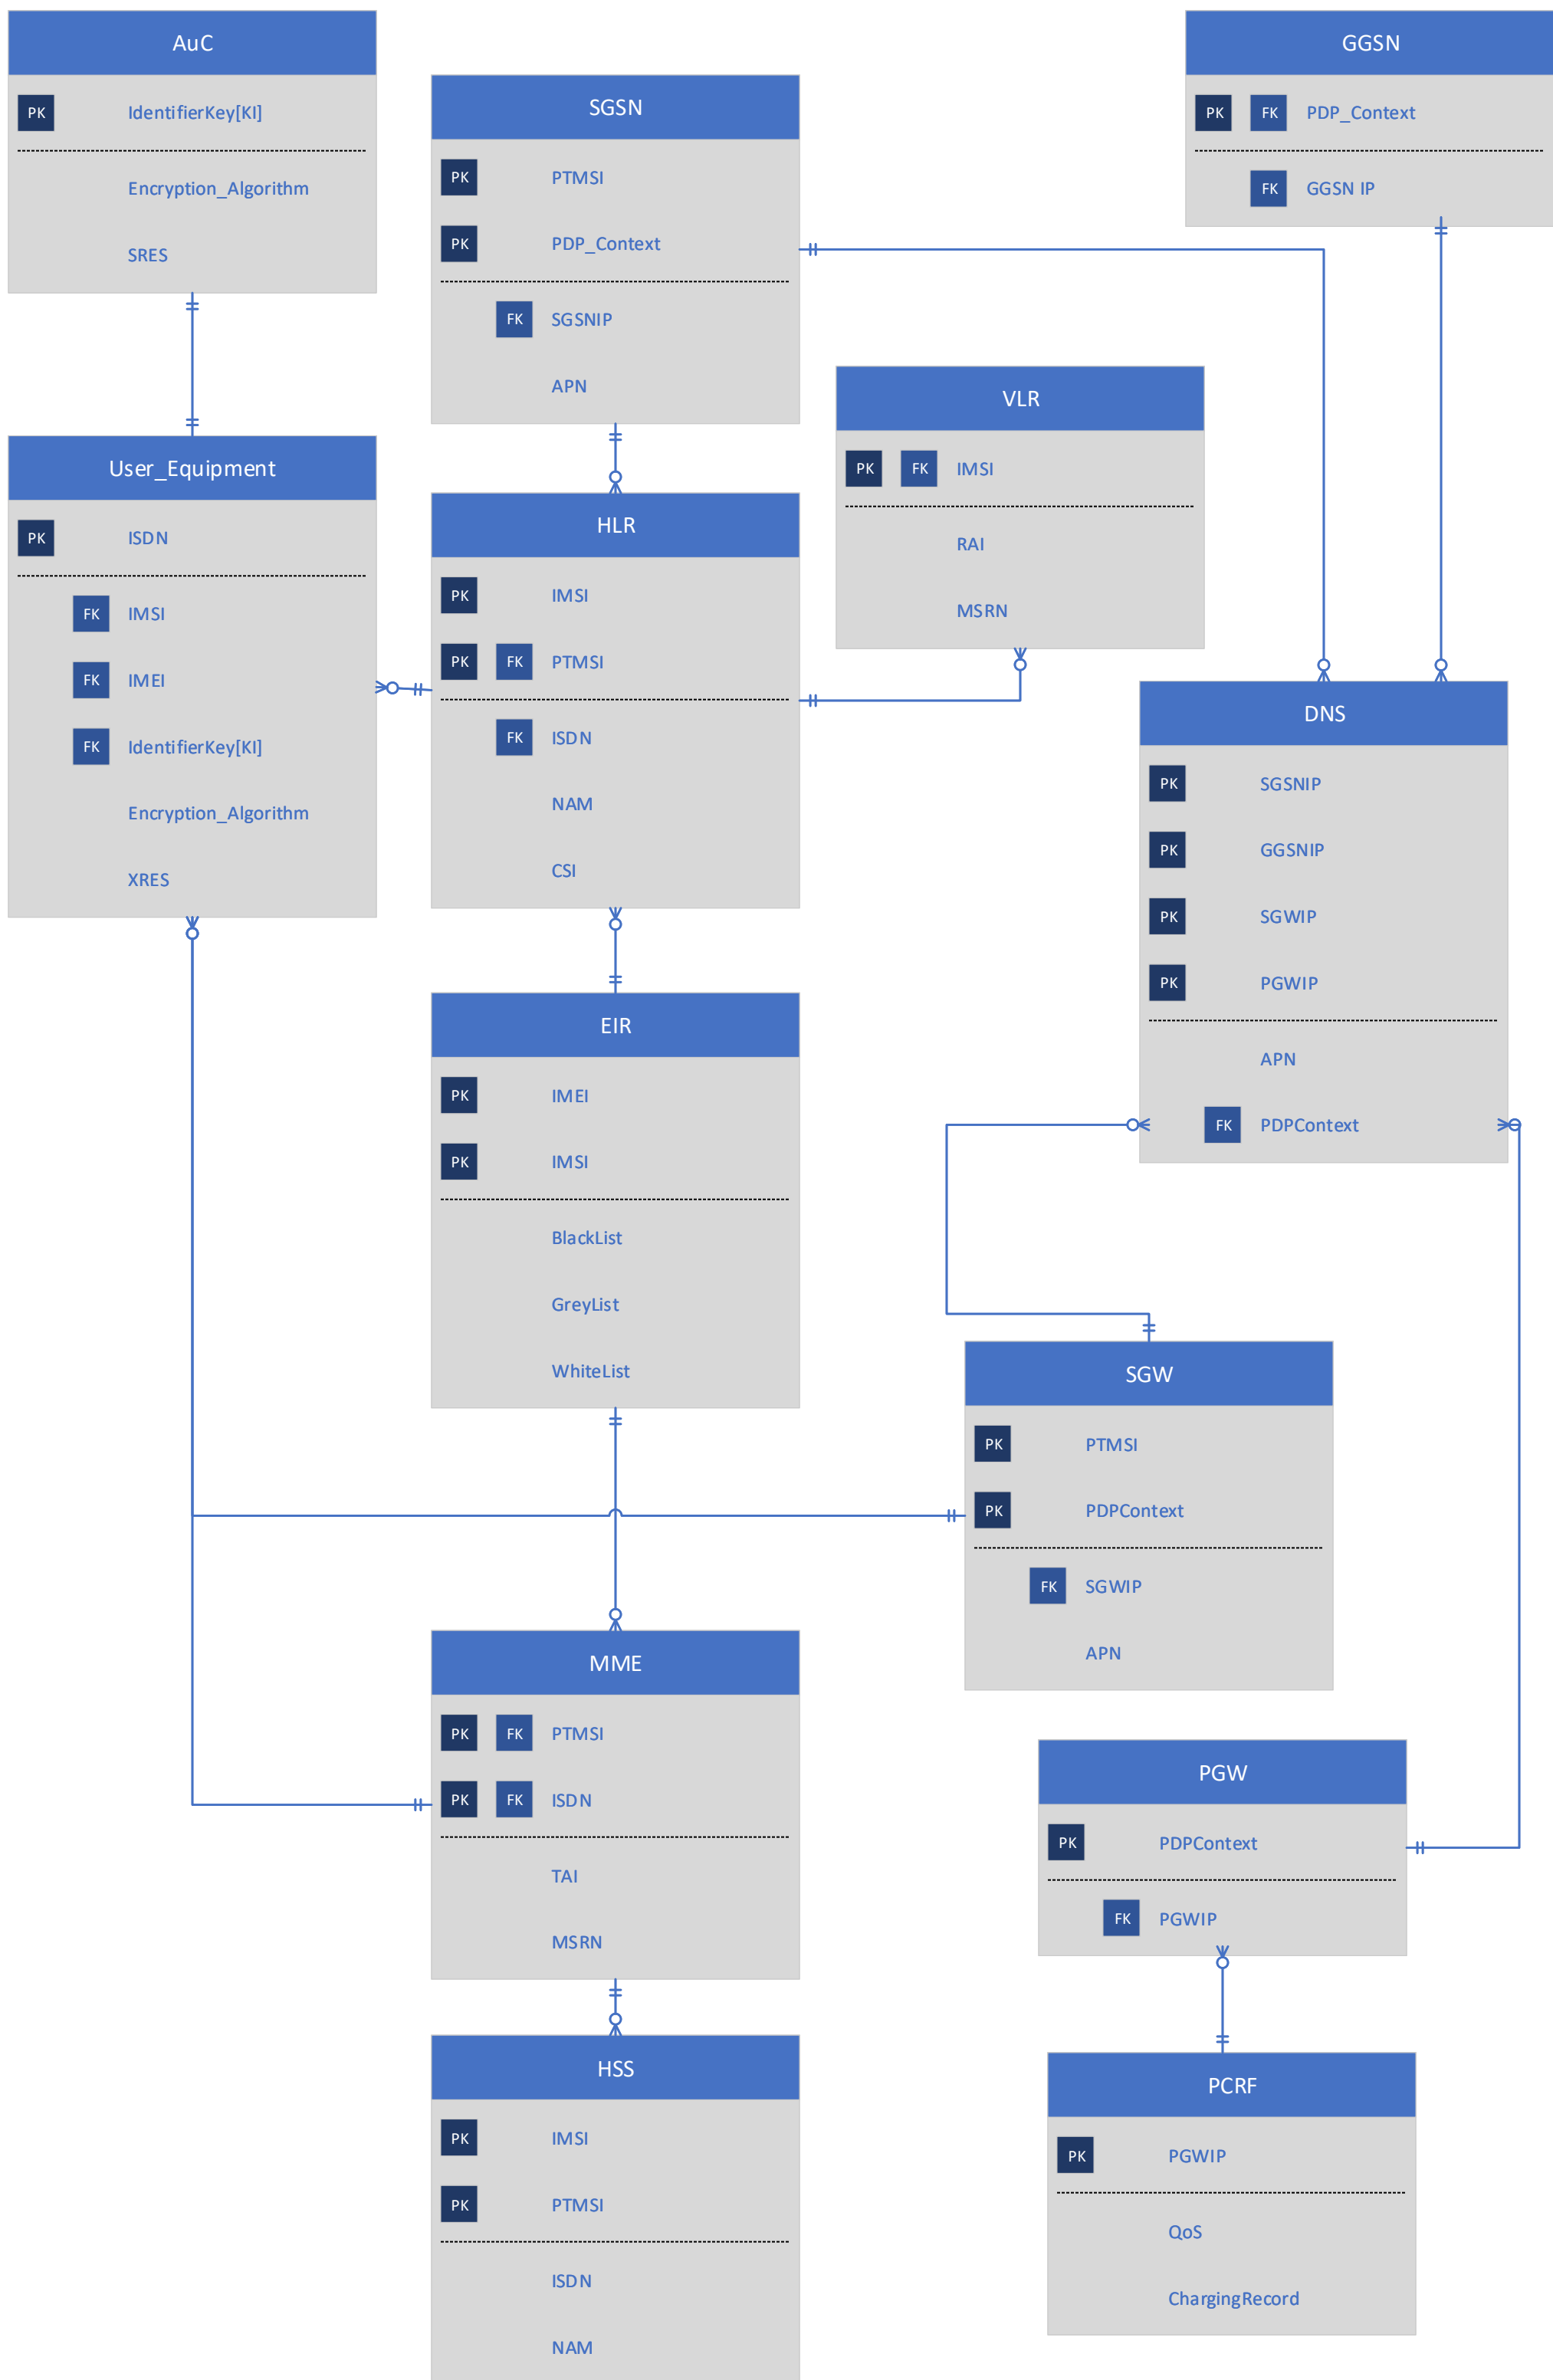 AuC
PK IdentifierKey[KI]
Encryption_Algorithm
SRES
SGSN
PK PTMSI
PK PDP_Context
FK SGSNIP
APN
GGSN
PK FK PDP_Context
FK GGSN IP
User_Equipment
PK ISDN
FK IMSI
FK IMEI
FK IdentifierKey[KI]
Encryption_Algorithm
XRES
HLR
PK IMSI
PK FK PTMSI
FK ISDN
NAM
CSI
VLR
PK FK IMSI
RAI
MSRN
DNS
PK SGSNIP
PK GGSNIP
PK SGWIP
PK PGWIP
APN
FK PDPContext
EIR
PK IMEI
PK IMSI
BlackList
GreyList
WhiteList
SGW
PK PTMSI
PK PDPContext
FK SGWIP
APN
MME
PK FK PTMSI
PK FK ISDN
TAI
MSRN
PGW
PK PDPContext
FK PGWIP
HSS
PK IMSI
PK PTMSI
ISDN
NAM
PCRF
PK PGWIP
QoS
ChargingRecord